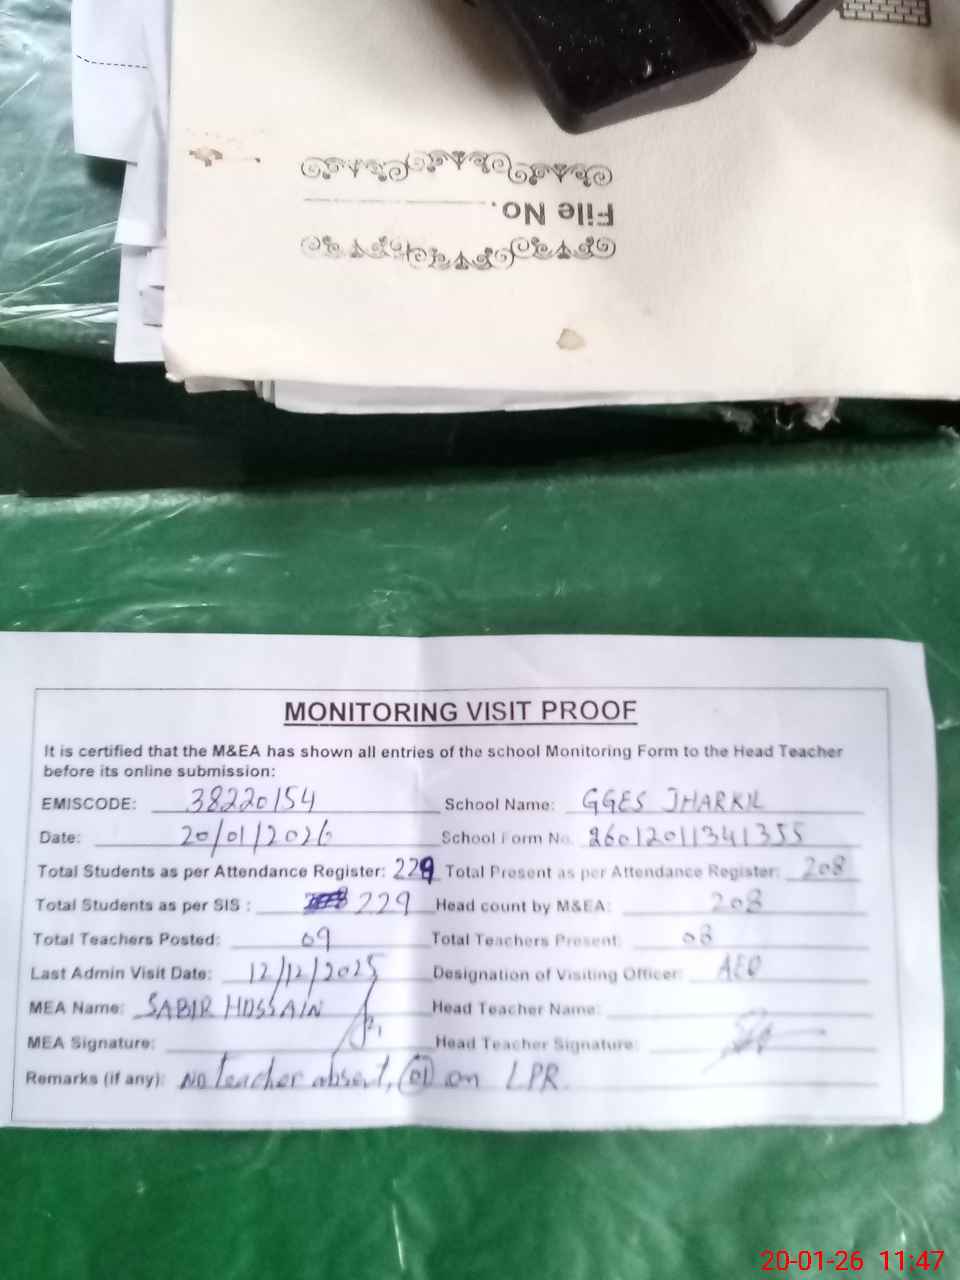 File No.
MONITORING VISIT PROOF
It is certified that the M&EA has shown all entries of the school Monitoring Form to the Head Teacher
before its online submission:
EMISCODE: 38220154 School Name: GGES JHARKIL
Date: 20/01/2026 School Form No. 26012011341355
Total Students as per Attendance Register: 229 Total Present as per Attendance Register: 208
Total Students as per SIS : 229 Head count by M&EA: 208
Total Teachers Posted: 09 Total Teachers Present: 08
Last Admin Visit Date: 12/12/2025 Designation of Visiting Officer: AEO
MEA Name: SABIR HUSSAIN Head Teacher Name:
MEA Signature: Head Teacher Signature:
Remarks (if any): No teacher absent, 01 on LPR.
20-01-26 11:47